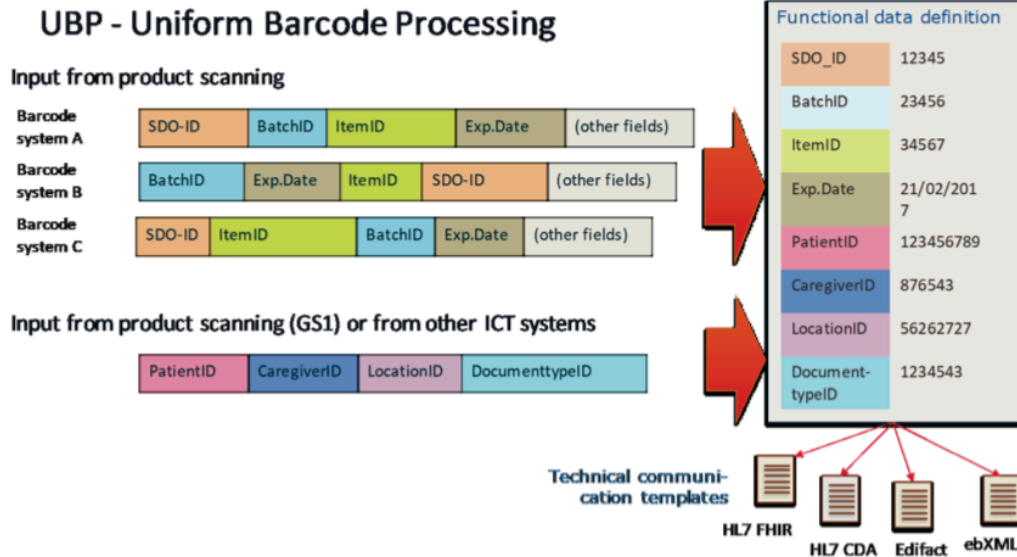 UBP - Uniform Barcode Processing
Input from product scanning
Barcode
system A
SDO-ID BatchID ItemID Exp.Date (other fields)
Barcode
system B
BatchID Exp.Date ItemID SDO-ID (other fields)
Barcode
system C
SDO-ID ItemID BatchID Exp.Date (other fields)
Input from product scanning (GS1) or from other ICT systems
PatientID CaregiverID LocationID DocumenttypeID
Functional data definition
SDO_ID 12345
BatchID 23456
ItemID 34567
Exp.Date 21/02/201
7
PatientID 123456789
CaregiverID 876543
LocationID 56262727
Document- 1234543
typeID
Technical communi-
cation templates
HL7 FHIR
HL7 CDA
Edifact
ebXML